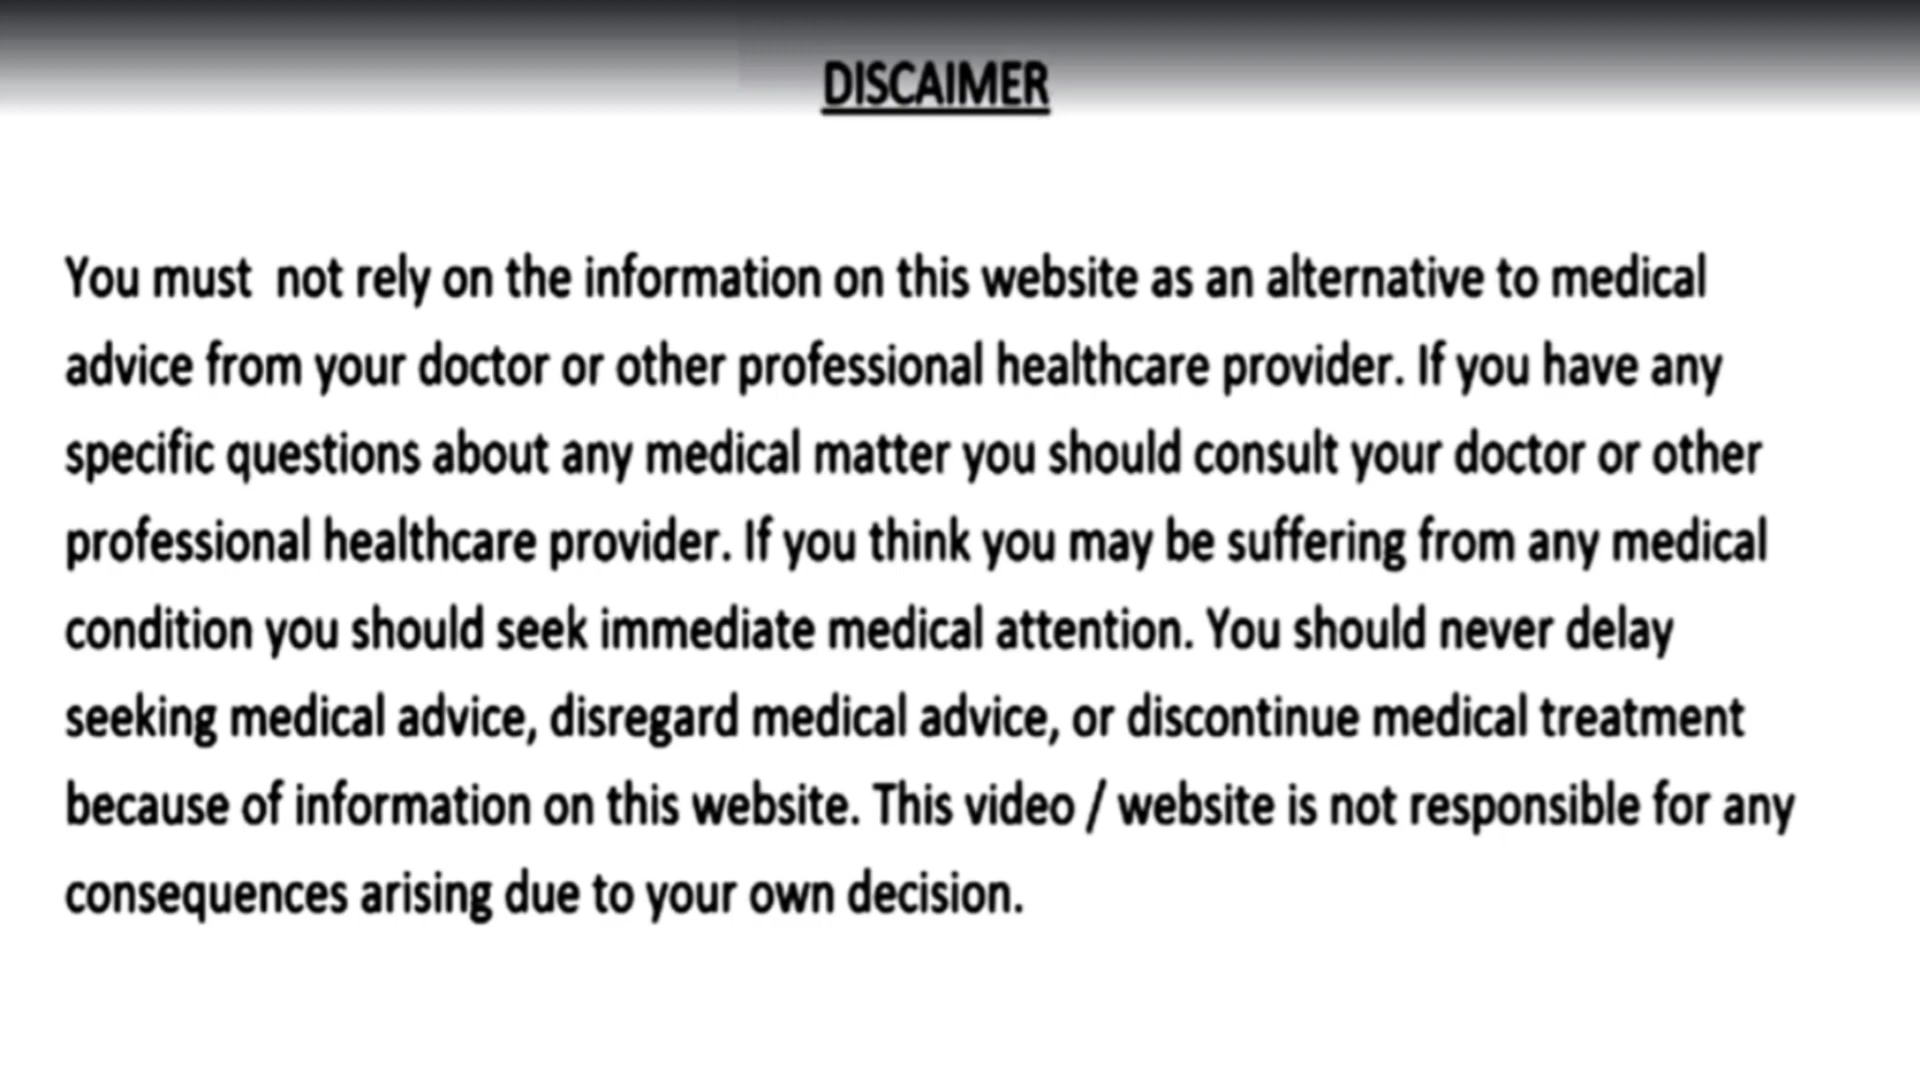 DISCAIMER
You must  not rely on the information on this website as an alternative to medical
advice from your doctor or other professional healthcare provider. If you have any
specific questions about any medical matter you should consult your doctor or other
professional healthcare provider. If you think you may be suffering from any medical
condition you should seek immediate medical attention. You should never delay
seeking medical advice, disregard medical advice, or discontinue medical treatment
because of information on this website. This video / website is not responsible for any
consequences arising due to your own decision.